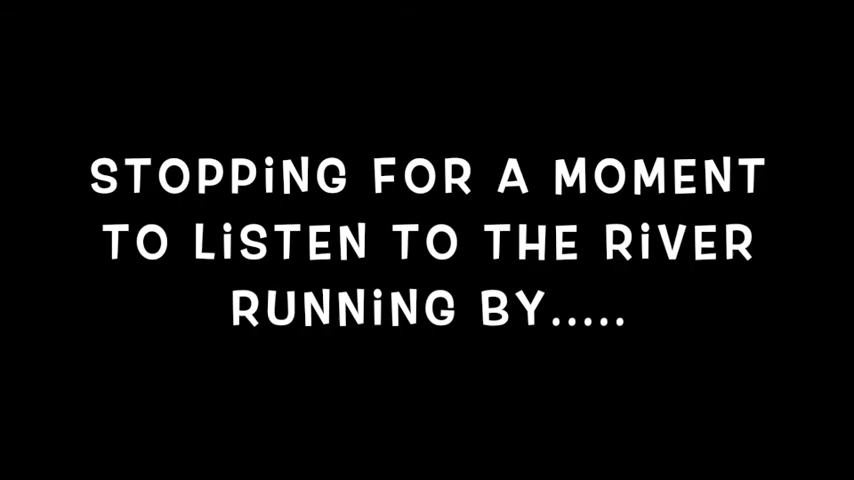 STOPPiNG FOR A MOMENT
TO LiSTEN TO THE RiVER
RUNNiNG BY.....